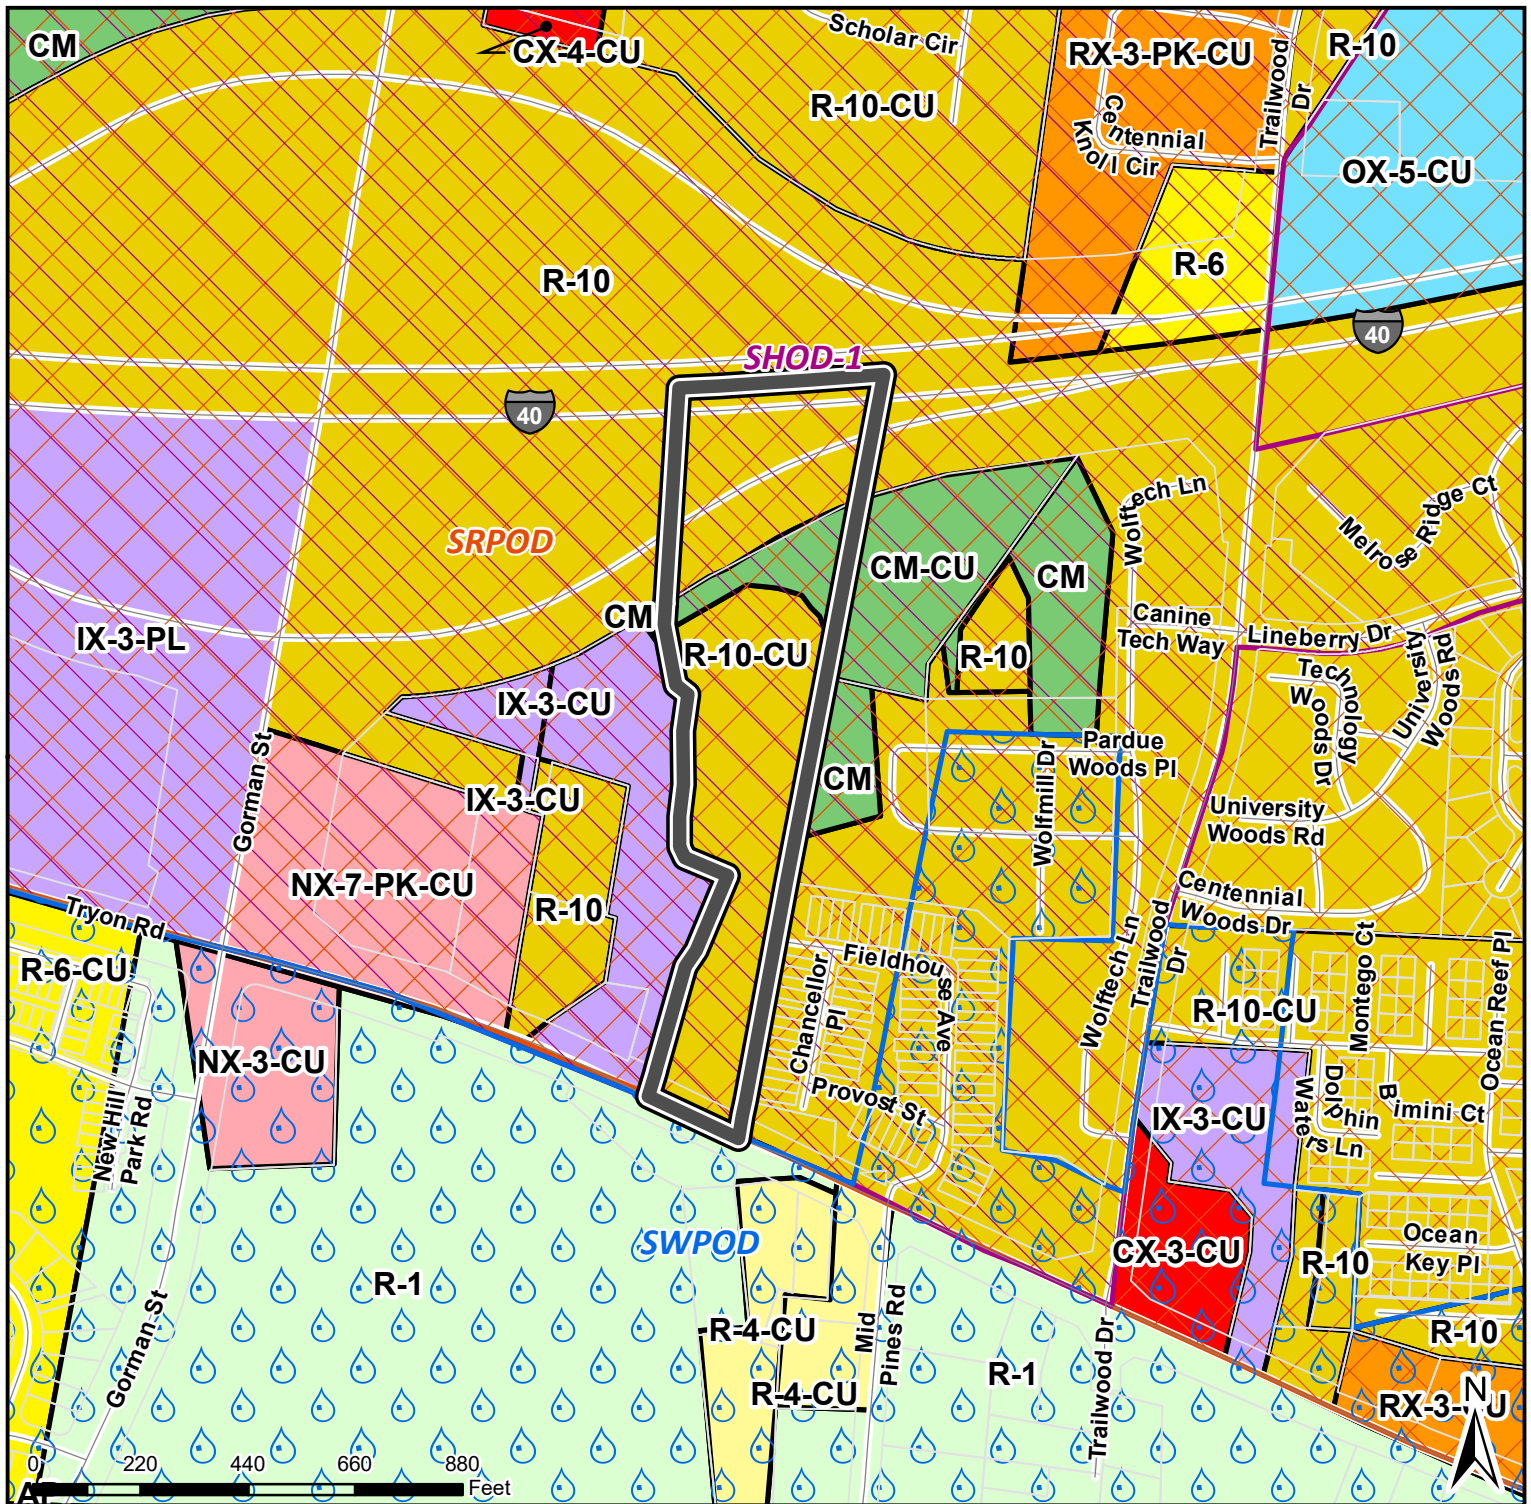 CM
CX-4-CU
Scholar Cir
RX-3-PK-CU
R-10
R-10-CU
Trailwood
Dr
Centennial
Knoll Cir
OX-5-CU
R-6
R-10
SHOD-1
40
40
SRPOD
Wolftech Ln
Melrose Ridge Ct
CM-CU
CM
CM
Canine
Tech Way
Lineberry Dr
IX-3-PL
R-10-CU
R-10
University
Woods Rd
Technology
Woods Dr
IX-3-CU
Gorman St
Pardue
Woods Pl
CM
IX-3-CU
Wolfmill Dr
University
Woods Rd
NX-7-PK-CU
R-10
Centennial
Woods Dr
Tryon Rd
R-6-CU
Fieldhouse Ave
Chancellor
Pl
Wolftech Ln
Trailwood
Dr
Montego Ct
Ocean Reef Pl
R-10-CU
NX-3-CU
New Hill
Park Rd
Provost St
IX-3-CU
Dolphin
Waters Ln
Bimini Ct
SWPOD
CX-3-CU
R-10
Ocean
Key Pl
R-1
Gorman St
R-4-CU
Mid
Pines Rd
R-10
R-1
R-4-CU
Trailwood Dr
N
0 220 440 660 880
Feet